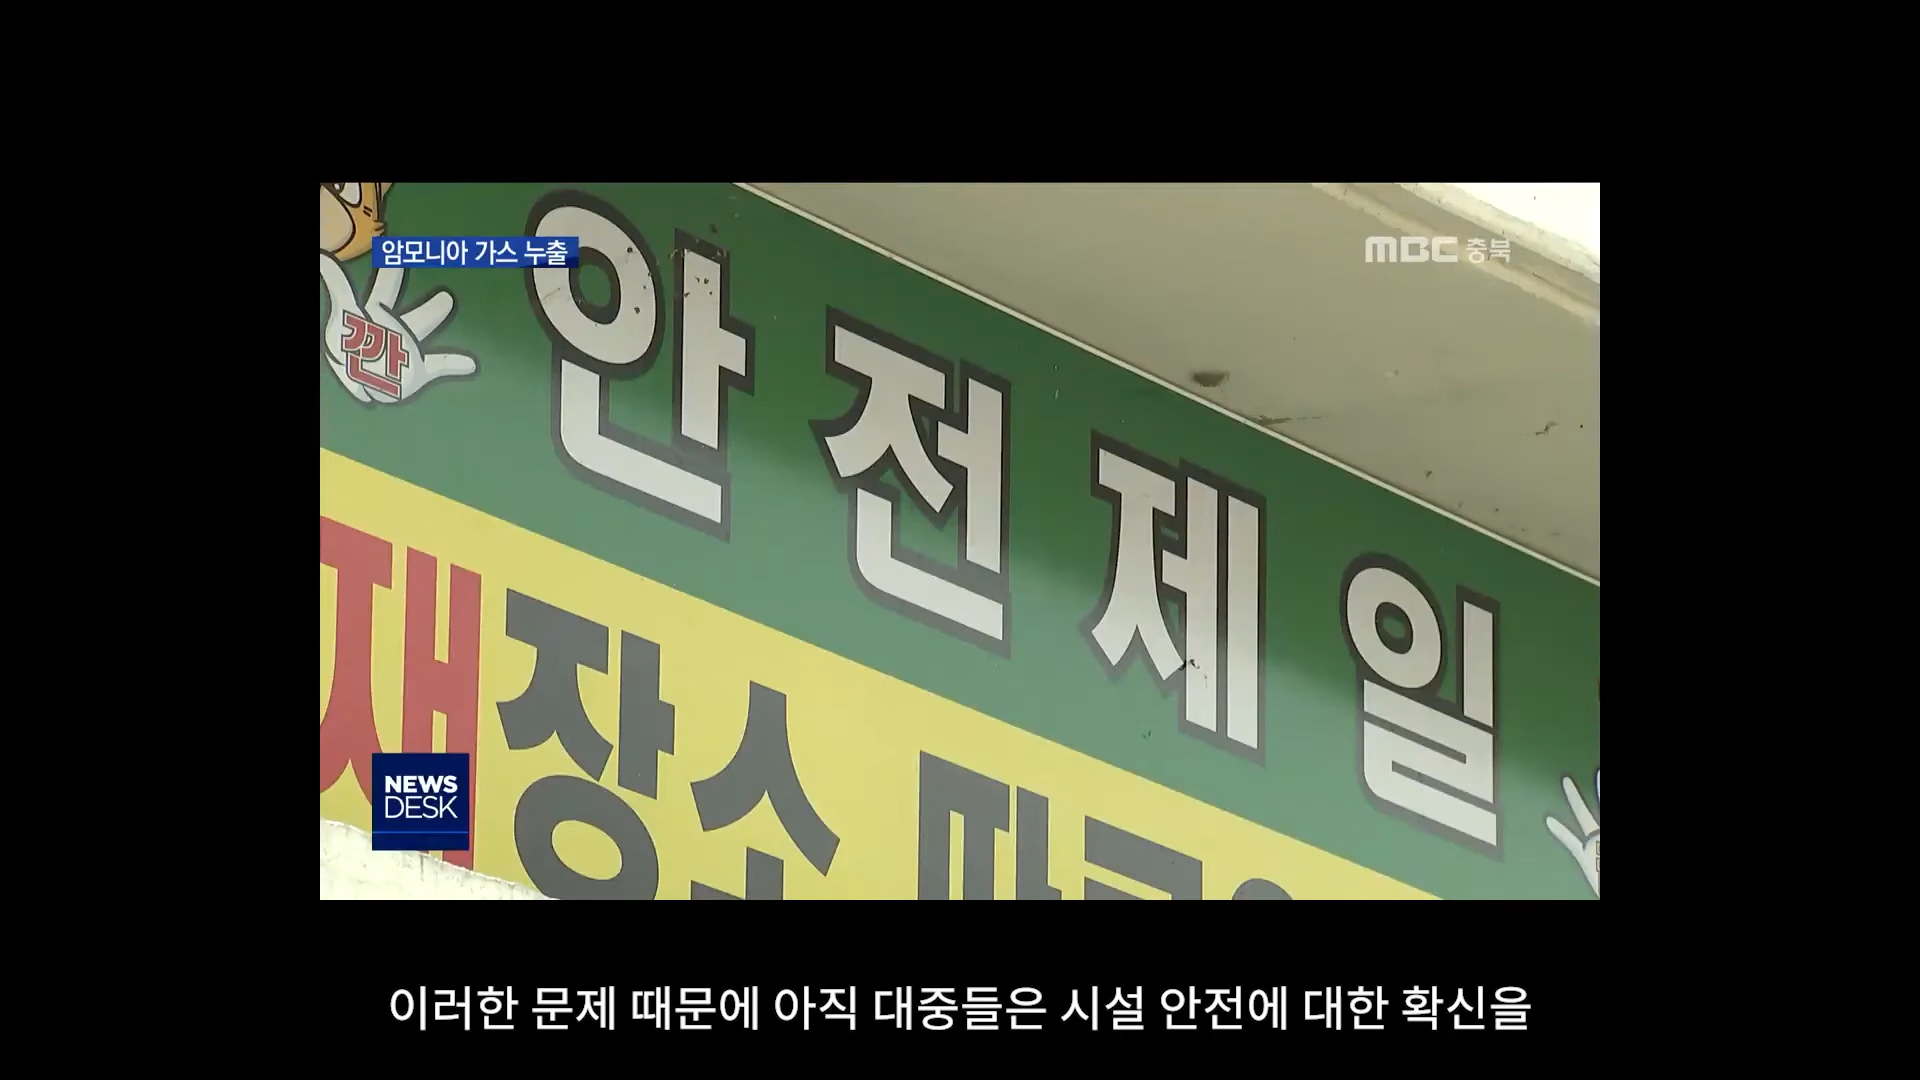 암모니아 가스 누출
MBC 충북
깐
안전제일
재장소
NEWS
DESK
이러한 문제 때문에 아직 대중들은 시설 안전에 대한 확신을